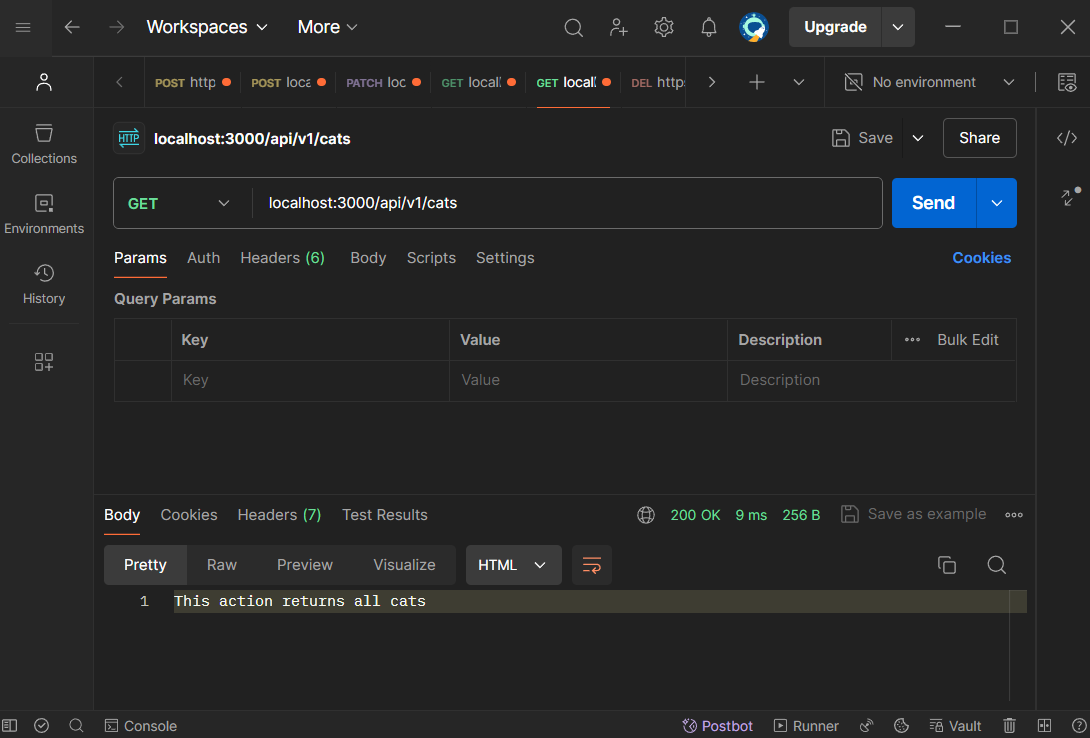 Workspaces More Upgrade
POST http POST loca PATCH loc GET local GET local DEL http No environment
HTTP localhost:3000/api/v1/cats Save Share
Collections
GET localhost:3000/api/v1/cats Send
Environments
Params Auth Headers (6) Body Scripts Settings Cookies
History
Query Params
Key Value Description Bulk Edit
Key Value Description
Body Cookies Headers (7) Test Results 200 OK 9 ms 256 B Save as example
Pretty Raw Preview Visualize HTML
1 This action returns all cats
Console Postbot Runner Vault